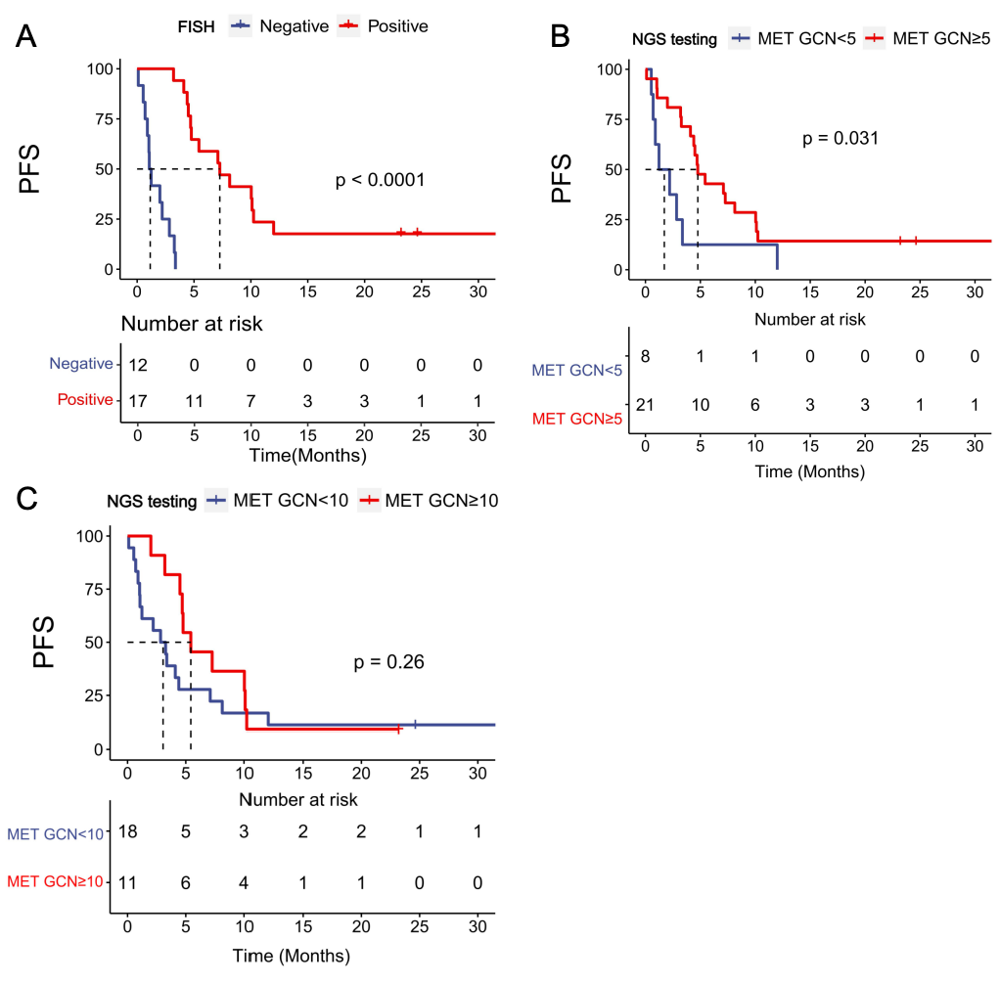 A
FISH Negative Positive
PFS
100
75
50
25
0
p < 0.0001
0 5 10 15 20 25 30
Number at risk
Negative 12 0 0 0 0 0 0
Positive 17 11 7 3 3 1 1
0 5 10 15 20 25 30
Time(Months)
B
NGS testing MET GCN<5 MET GCN≥5
PFS
100
75
50
25
0
p = 0.031
0 5 10 15 20 25 30
Number at risk
MET GCN<5 8 1 1 0 0 0 0
MET GCN≥5 21 10 6 3 3 1 1
0 5 10 15 20 25 30
Time (Months)
C
NGS testing MET GCN<10 MET GCN≥10
PFS
100
75
50
25
0
p = 0.26
0 5 10 15 20 25 30
Number at risk
MET GCN<10 18 5 3 2 2 1 1
MET GCN≥10 11 6 4 1 1 0 0
0 5 10 15 20 25 30
Time (Months)